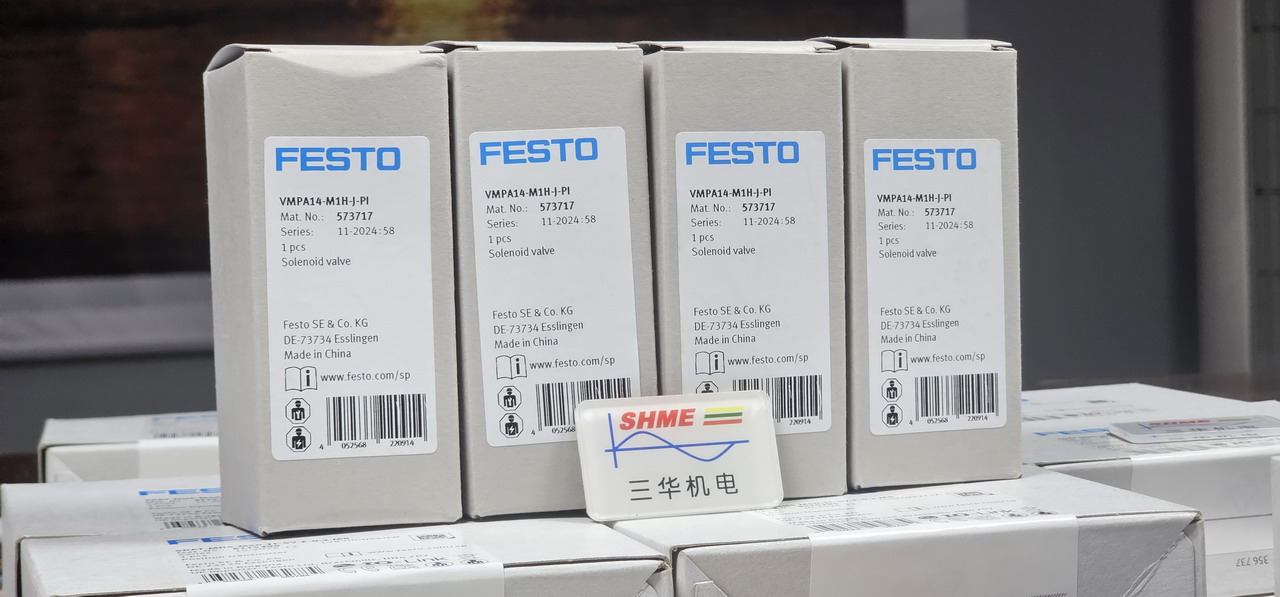 FESTO
VMPA14-M1H-J-PI
Mat. No.: 573717
Series: 11-2024:58
1 pcs
Solenoid valve
Festo SE & Co. KG
DE-73734 Esslingen
Made in China
www.festo.com/sp
4 052568 220914
FESTO
VMPA14-M1H-J-PI
Mat. No.: 573717
Series: 11-2024:58
1 pcs
Solenoid valve
Festo SE & Co. KG
DE-73734 Esslingen
Made in China
www.festo.com/sp
4 052568
FESTO
VMPA14-M1H-J-PI
Mat. No.: 573717
Series: 11-2024:58
1 pcs
Solenoid valve
Festo SE & Co. KG
DE-73734 Esslingen
Made in China
www.festo.com/sp
220914
FESTO
VMPA14-M1H-J-PI
Mat. No.: 573717
Series: 11-2024:58
1 pcs
Solenoid valve
Festo SE & Co. KG
DE-73734 Esslingen
Made in China
www.festo.com/sp
4 052568 220914
SHME
三华机电
356 737